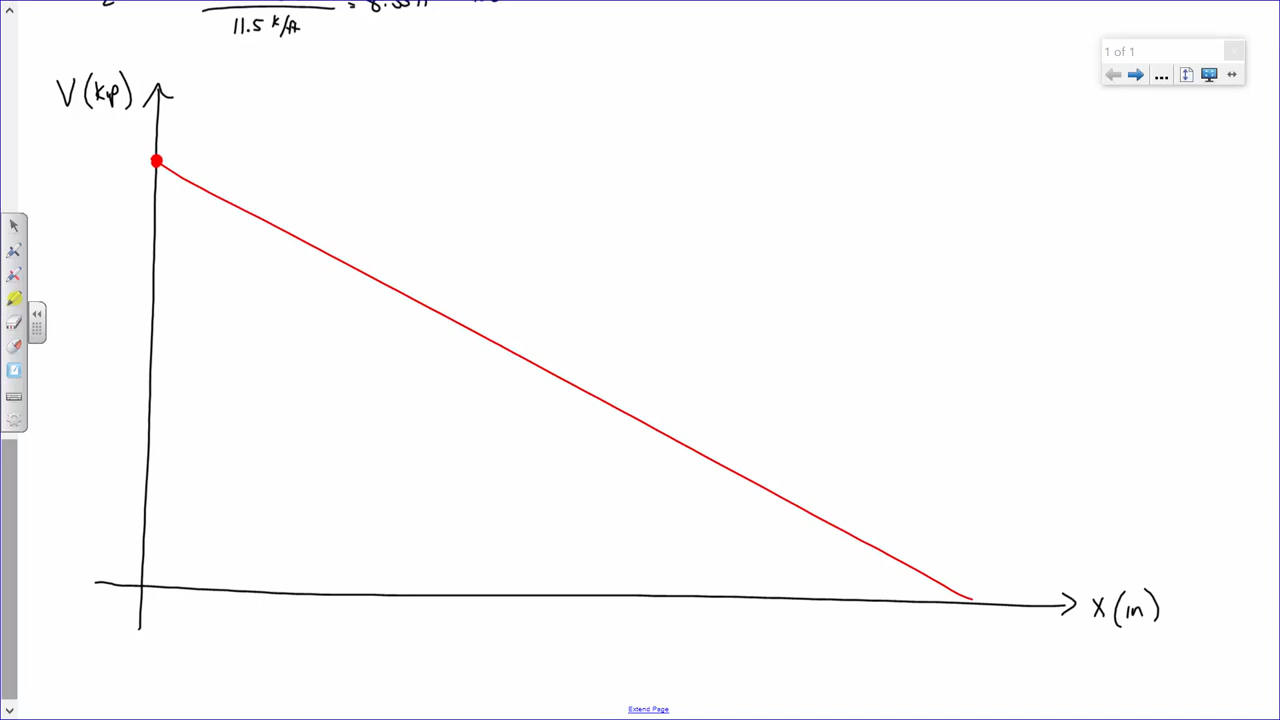 11.5 k/ft
1 of 1
V (kip)
X (in)
Extend Page